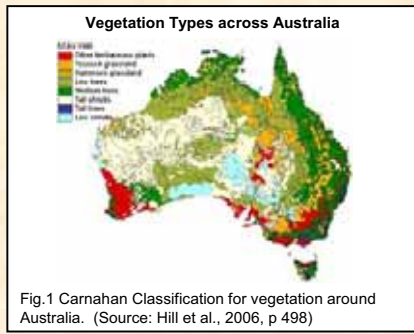 Vegetation Types across Australia
Other herbaceous plants
Tussock grassland
Hummock grassland
Low trees
Medium trees
Tall shrubs
Tall trees
Low shrubs
Fig.1 Carnahan Classification for vegetation around
Australia. (Source: Hill et al., 2006, p 498)